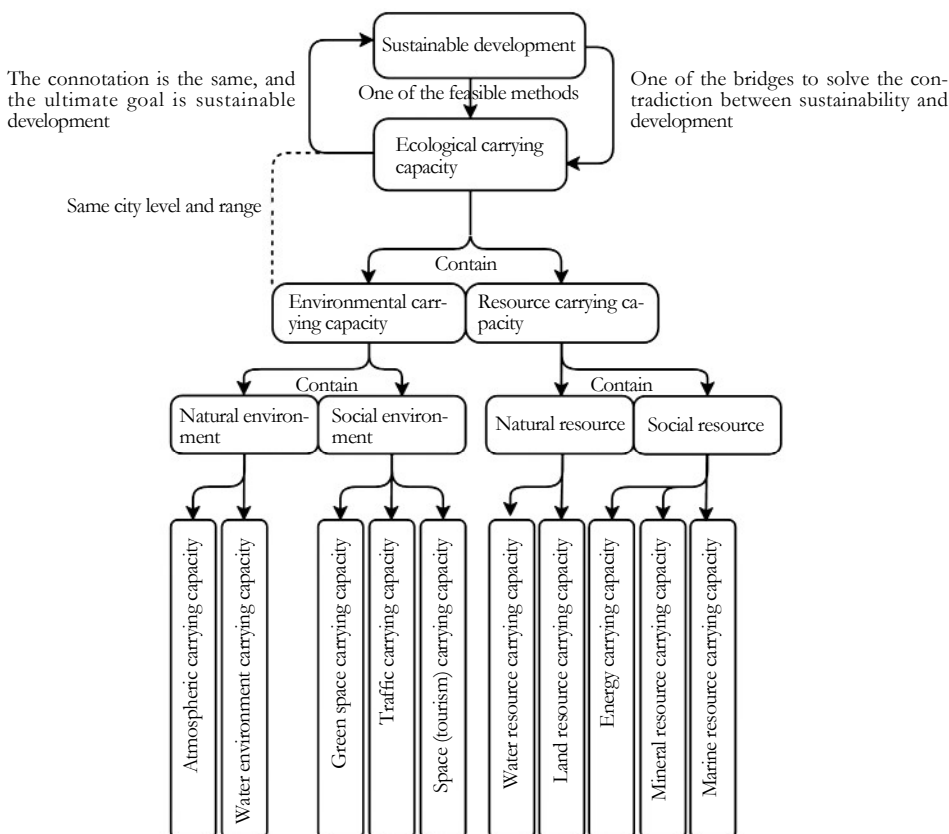 Sustainable development
The connotation is the same, and
the ultimate goal is sustainable
development
One of the feasible methods
One of the bridges to solve the con-
tradiction between sustainability and
development
Ecological carrying
capacity
Same city level and range
Contain
Environmental carr-
ying capacity
Resource carrying ca-
pacity
Contain
Contain
Natural environ-
ment
Social environ-
ment
Natural resource
Social resource
Atmospheric carrying capacity
Water environment carrying capacity
Green space carrying capacity
Traffic carrying capacity
Space (tourism) carrying capacity
Water resource carrying capacity
Land resource carrying capacity
Energy carrying capacity
Mineral resource carrying capacity
Marine resource carrying capacity